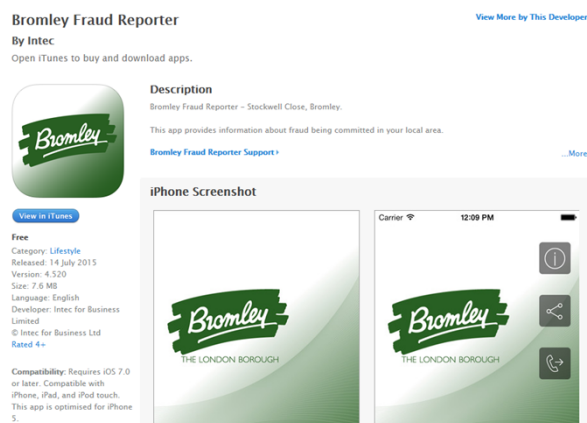 Bromley Fraud Reporter
View More by This Developer
By Intec
Open iTunes to buy and download apps.
Bromley
Description
Bromley Fraud Reporter – Stockwell Close, Bromley.
This app provides information about fraud being committed in your local area.
Bromley Fraud Reporter Support
...More
View in iTunes
Free
Category: Lifestyle
Released: 14 July 2015
Version: 4.520
Size: 7.6 MB
Language: English
Developer: Intec for Business
Limited
© Intec for Business Ltd
Rated 4+
Compatibility: Requires iOS 7.0
or later. Compatible with
iPhone, iPad, and iPod touch.
This app is optimised for iPhone
5.
iPhone Screenshot
Bromley
THE LONDON BOROUGH
Carrier 12:09 PM
Bromley
THE LONDON BOROUGH